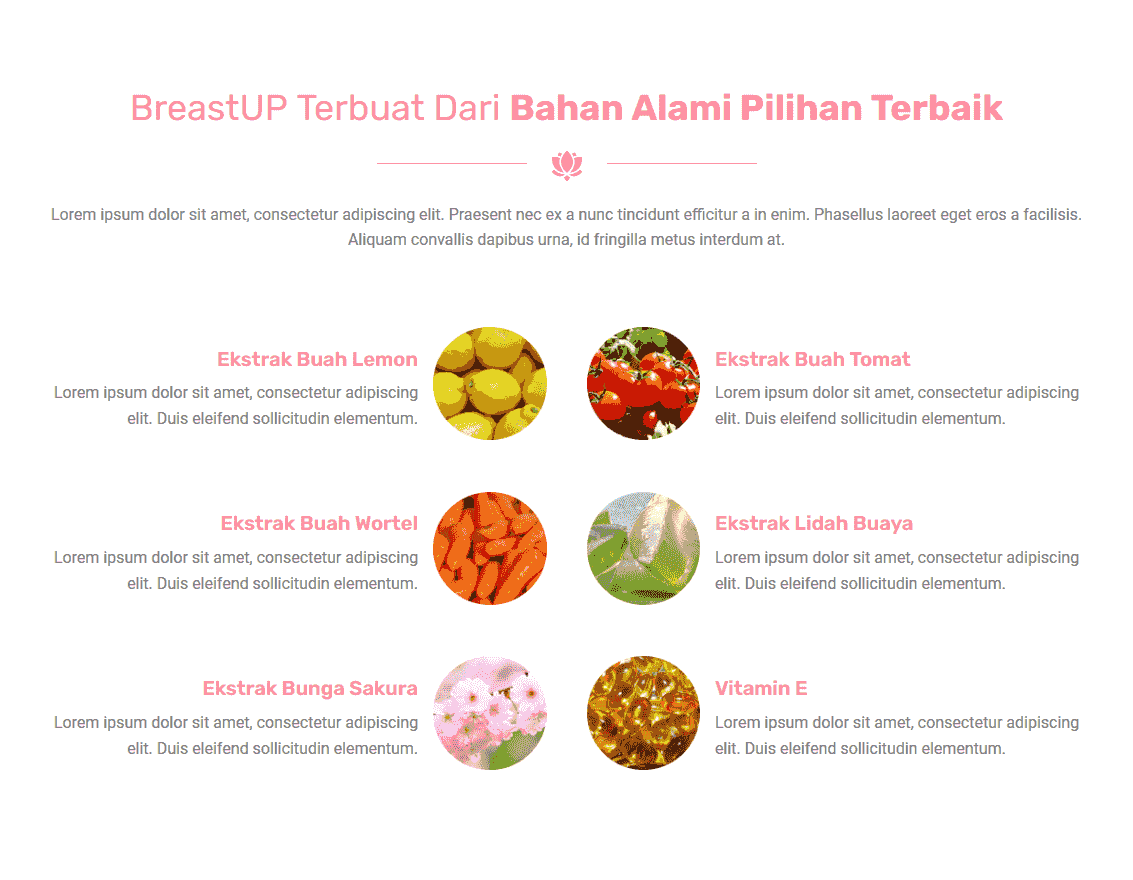 BreastUP Terbuat Dari Bahan Alami Pilihan Terbaik
Lorem ipsum dolor sit amet, consectetur adipiscing elit. Praesent nec ex a nunc tincidunt efficitur a in enim. Phasellus laoreet eget eros a facilisis.
Aliquam convallis dapibus urna, id fringilla metus interdum at.
Ekstrak Buah Lemon
Lorem ipsum dolor sit amet, consectetur adipiscing
elit. Duis eleifend sollicitudin elementum.
Ekstrak Buah Tomat
Lorem ipsum dolor sit amet, consectetur adipiscing
elit. Duis eleifend sollicitudin elementum.
Ekstrak Buah Wortel
Lorem ipsum dolor sit amet, consectetur adipiscing
elit. Duis eleifend sollicitudin elementum.
Ekstrak Lidah Buaya
Lorem ipsum dolor sit amet, consectetur adipiscing
elit. Duis eleifend sollicitudin elementum.
Ekstrak Bunga Sakura
Lorem ipsum dolor sit amet, consectetur adipiscing
elit. Duis eleifend sollicitudin elementum.
Vitamin E
Lorem ipsum dolor sit amet, consectetur adipiscing
elit. Duis eleifend sollicitudin elementum.